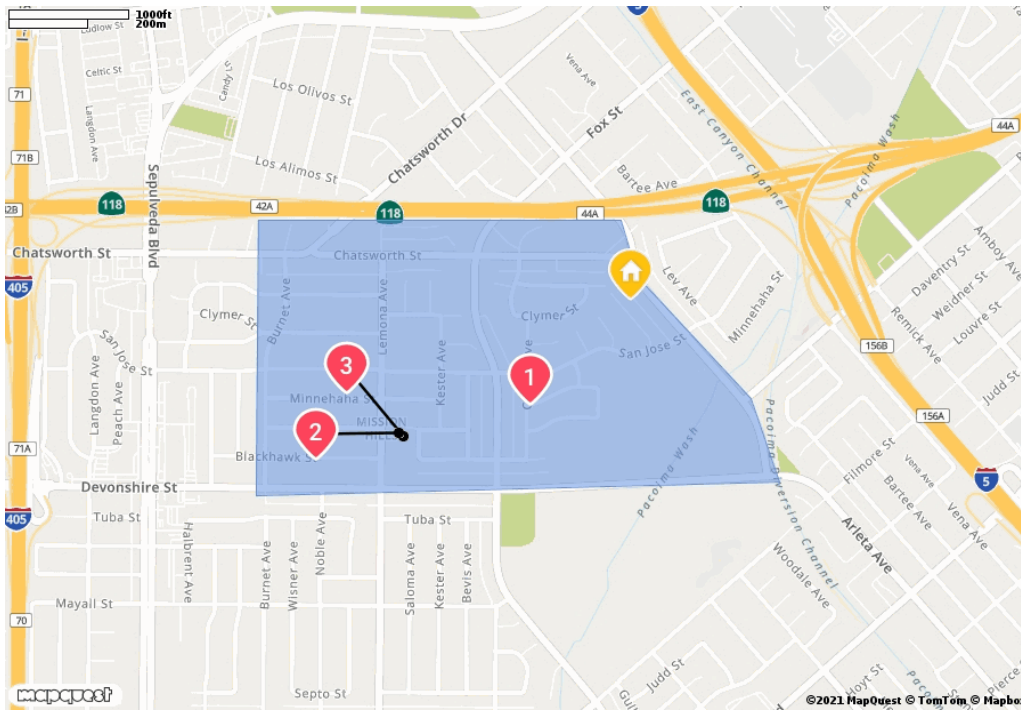 1000ft
200m
Ludlow St
Celtic St
Candy Ln
71
Langdon Ave
Los Olivos St
Vena Ave
5
East Canyon Channel
Pacoima Wash
44A
Fox St
Chatsworth Dr
71B
Los Alimos St
Bartee Ave
Sepulveda Blvd
42B
118
42A
118
44A
118
Chatsworth St
Chatsworth St
Amboy Ave
Daventry St
Weidner St
Lev Ave
405
Burnet Ave
Lemona Ave
Clymer St
Clymer St
Minnehaha St
Remick Ave
Louvre St
San Jose St
San Jose St
156B
Judd St
3
1
Kester Ave
Langdon Ave
Peach Ave
Minnehaha St
MISSION
HILLS
2
156A
71A
Blackhawk St
Pacoima Wash
Pacoima Diversion Channel
Filmore St
Vena Ave
Bartee Ave
5
Devonshire St
405
Tuba St
Tuba St
Halbrent Ave
Noble Ave
Arleta Ave
Vena Ave
Burnet Ave
Wisner Ave
Saloma Ave
Kester Ave
Bevis Ave
Woodale Ave
Mayall St
70
Judd St
Hoyt St
Septo St
mapquest
©2021 MapQuest © TomTom © Mapbo